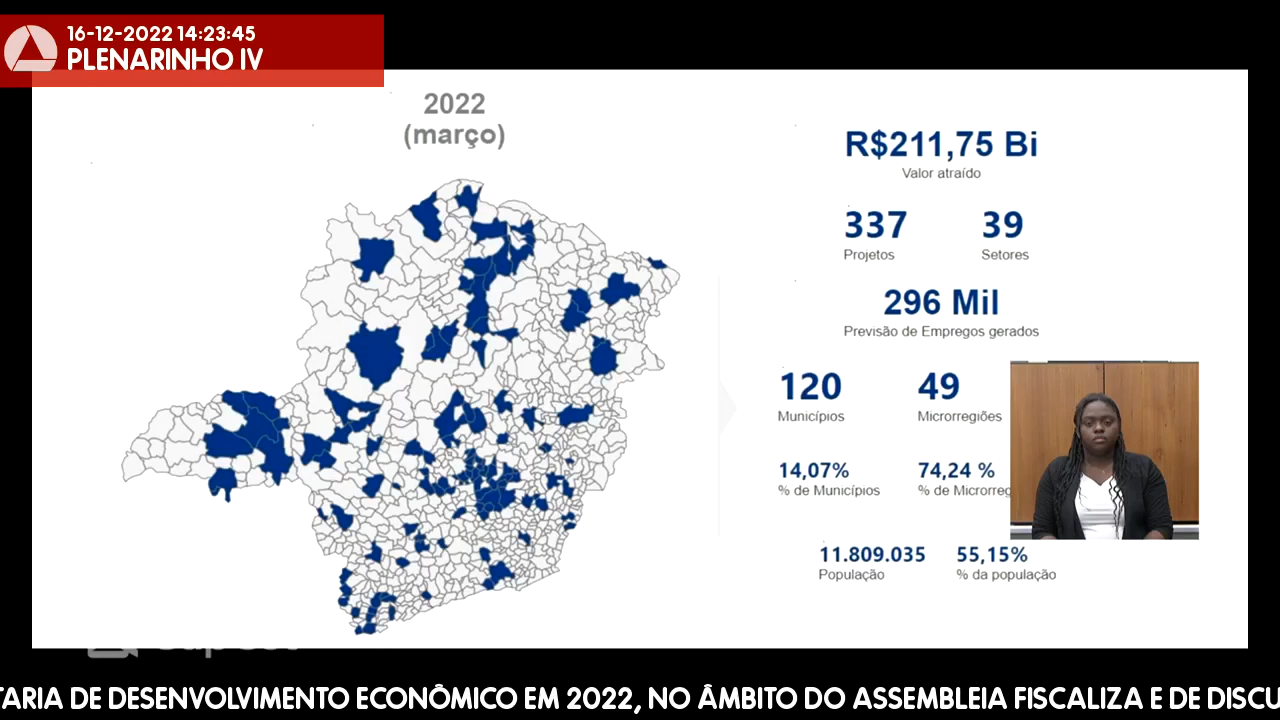 16-12-2022 14:23:45
PLENARINHO IV
2022
(março)
R$211,75 Bi
Valor atraído
337
Projetos
39
Setores
296 Mil
Previsão de Empregos gerados
120
Municípios
49
Microrregiões
14,07%
% de Municípios
74,24 %
% de Microrreg
11.809.035
População
55,15%
% da população
TARIA DE DESENVOLVIMENTO ECONÔMICO EM 2022, NO ÂMBITO DO ASSEMBLEIA FISCALIZA E DE DISCU